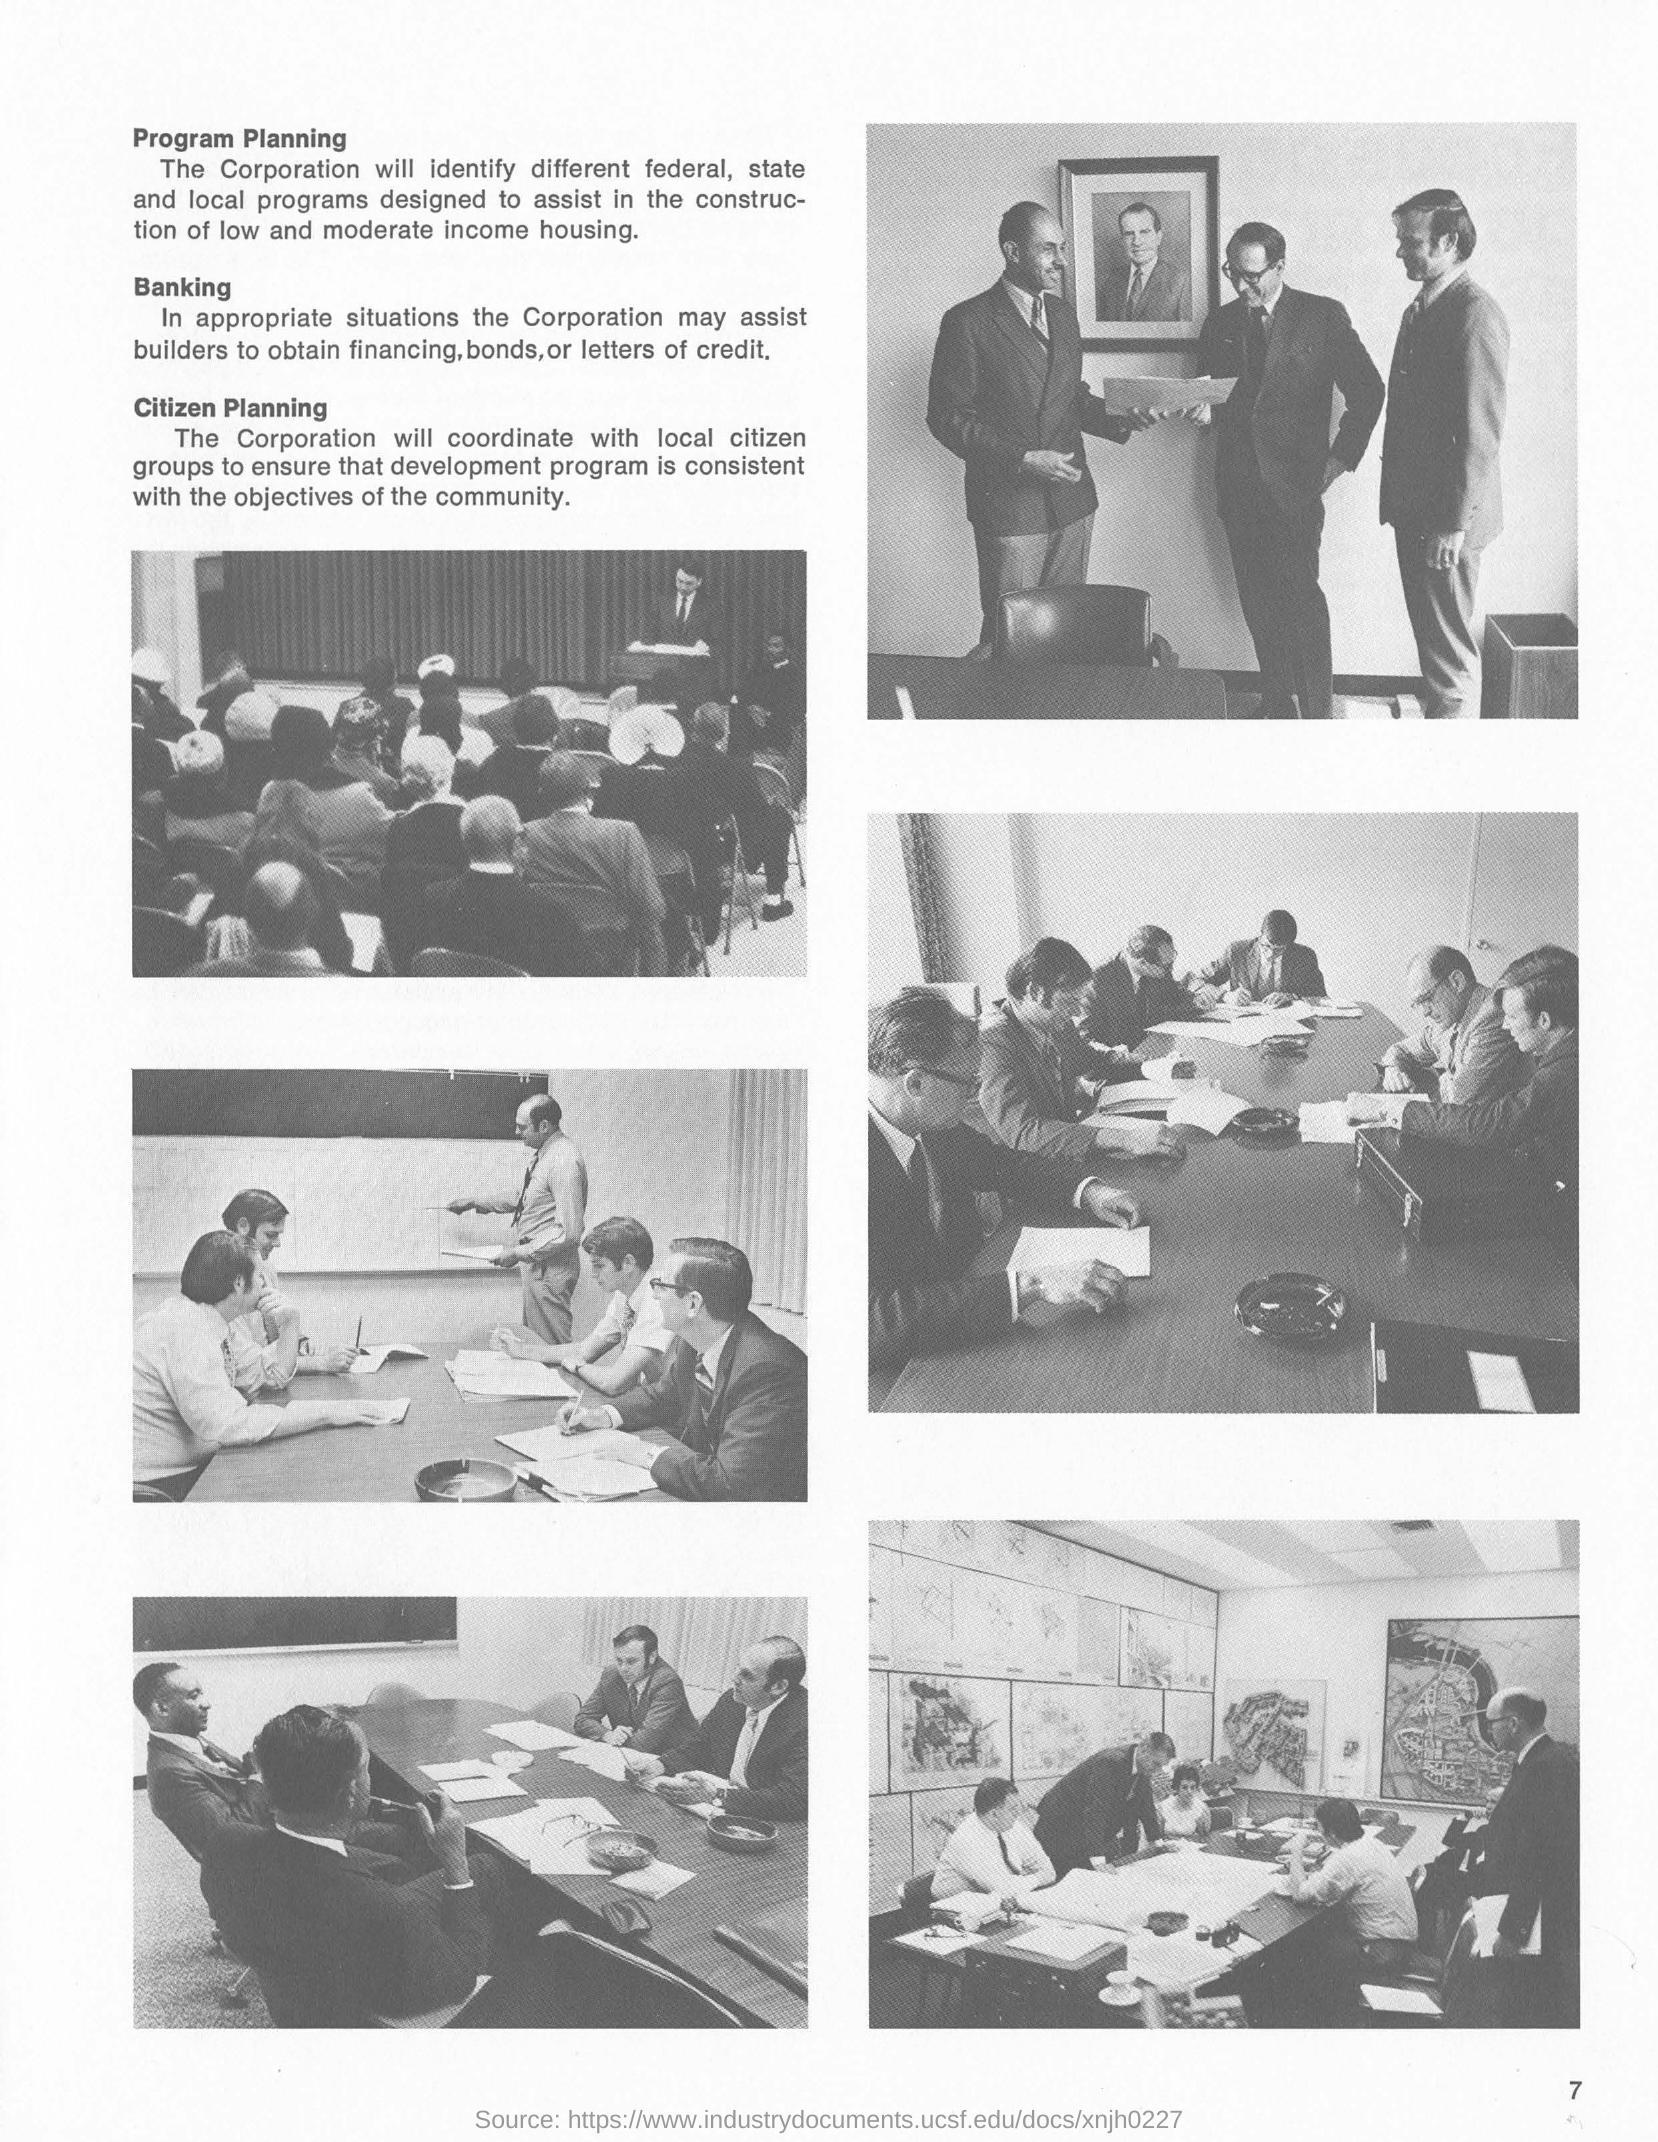 Program Planning
The Corporation will identify different federal, state
and local programs designed to assist in the construc-
tion of low and moderate income housing.
Banking
In appropriate situations the Corporation may assist
builders to obtain financing, bonds, or letters of credit.
Citizen Planning
The Corporation will coordinate with local citizen
groups to ensure that development program is consistent
with the objectives of the community.
7
Source: https://www.industrydocuments.ucsf.edu/docs/xnjh0227